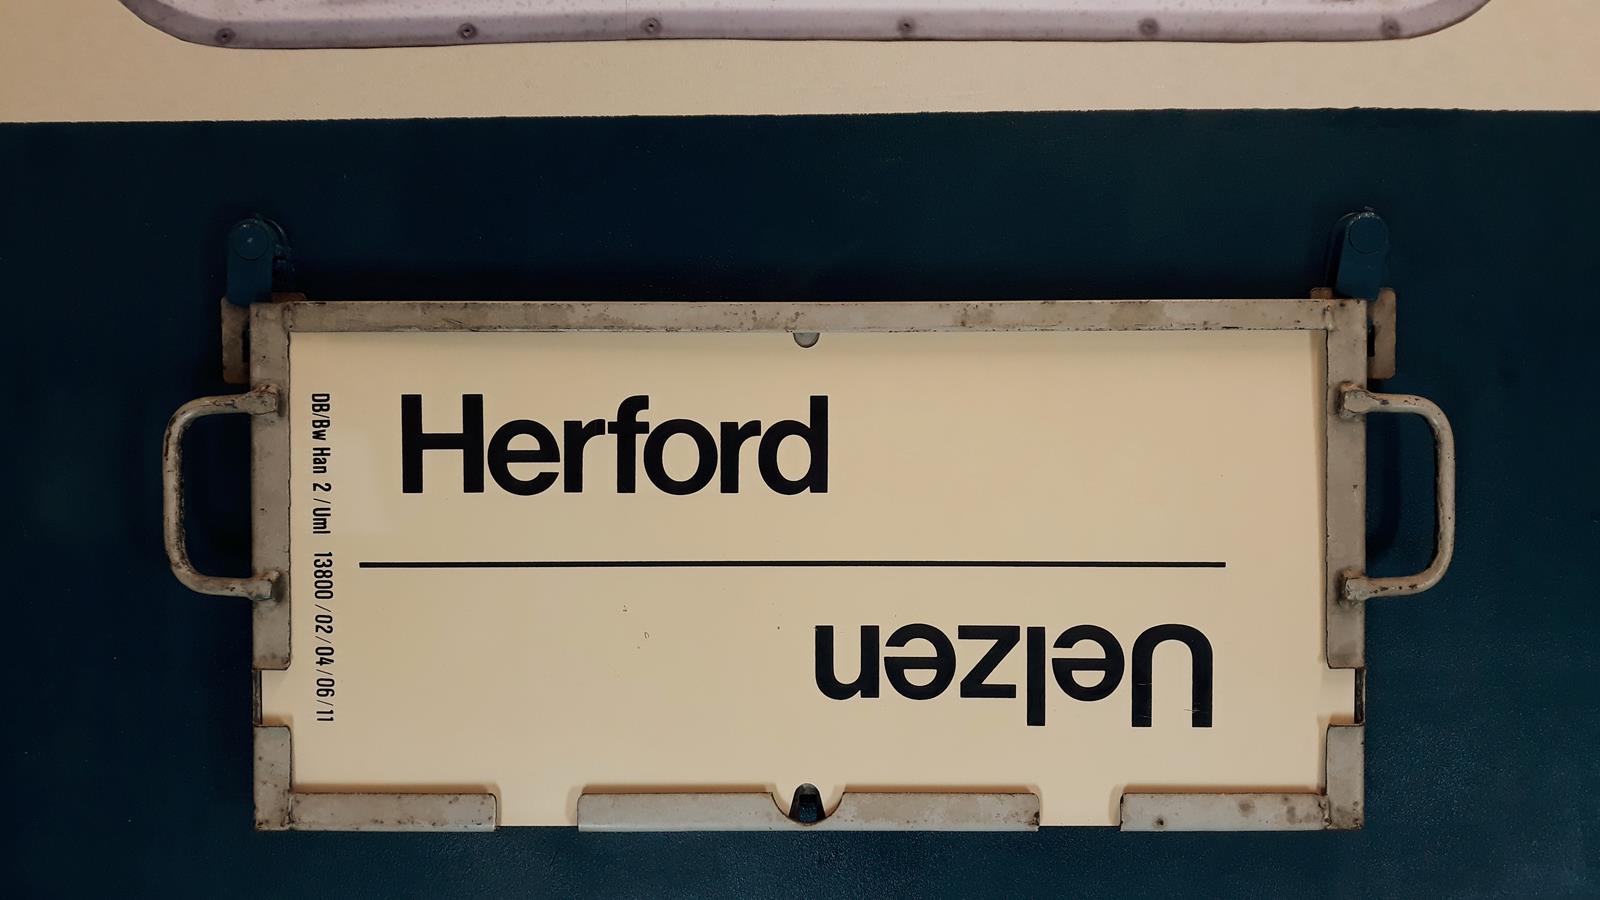 Herford
Uelzen
DB/Bw Han 2 / Uml 13800 / 02 / 04 / 06 / 11